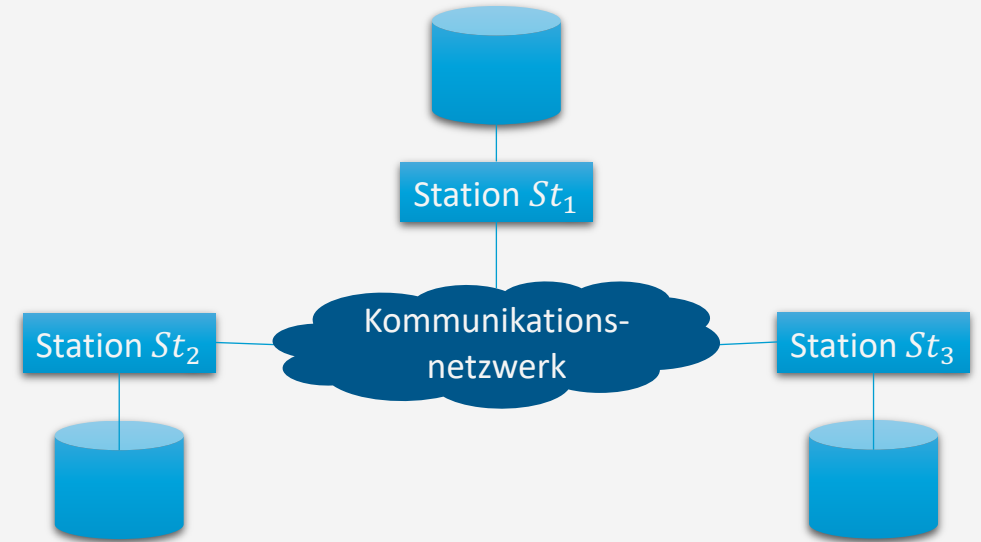 Station St₁
Kommunikations-
netzwerk
Station St₂
Station St₃